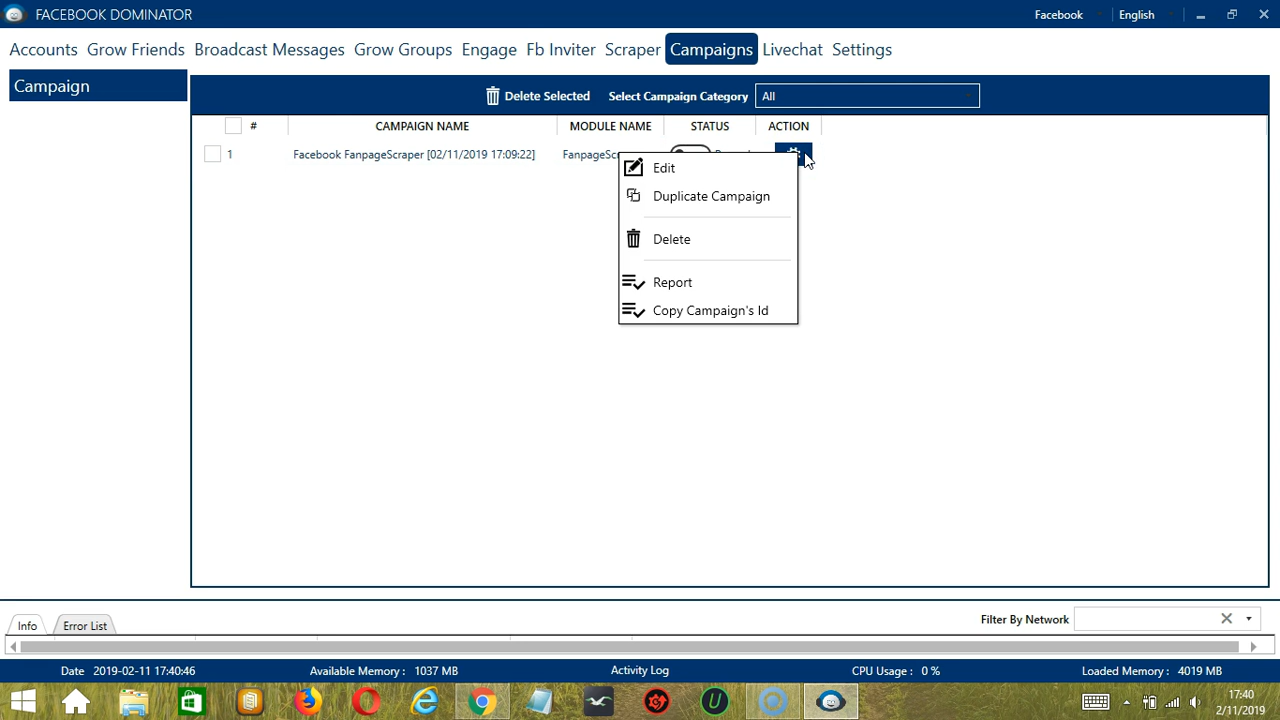 FACEBOOK DOMINATOR
Facebook
English
Accounts Grow Friends Broadcast Messages Grow Groups Engage Fb Inviter Scraper Campaigns Livechat Settings
Campaign
Delete Selected Select Campaign Category All
# CAMPAIGN NAME MODULE NAME STATUS ACTION
1 Facebook FanpageScraper [02/11/2019 17:09:22]
Edit
Duplicate Campaign
Delete
Report
Copy Campaign's Id
Filter By Network
Info Error List
Date 2019-02-11 17:40:46 Available Memory : 1037 MB Activity Log CPU Usage : 0 % Loaded Memory : 4019 MB
17:40
2/11/2019